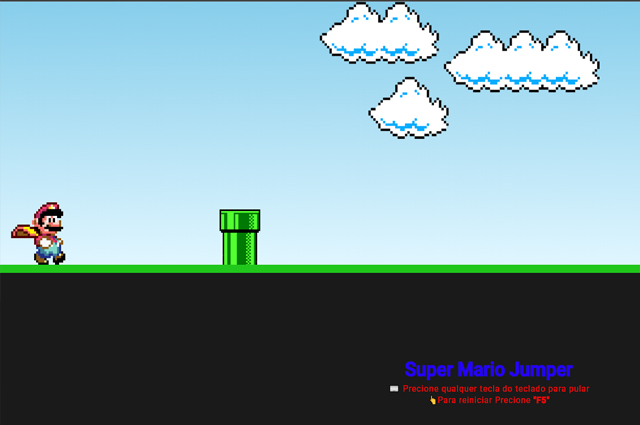 Super Mario Jumper
Precione qualquer tecla do teclado para pular
Para reiniciar Precione "F5"